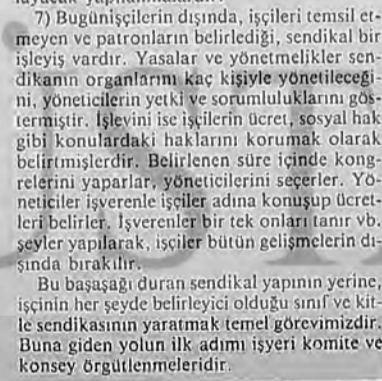 7) Bugünişçilerin dışında, işçileri temsil et-
meyen ve patronların belirlediği, sendikal bir
işleyiş vardır. Yasalar ve yönetmelikler sen-
dikanın organlarını kaç kişiyle yönetileceği-
ni, yöneticilerin yetki ve sorumluluklarını gös-
termiştir. İşlevini ise işçilerin ücret, sosyal hak
gibi konulardaki haklarını korumak olarak
belirtmişlerdir. Belirlenen süre içinde kong-
relerini yaparlar, yöneticilerini seçerler. Yö-
neticiler işverenle işçiler adına konuşup ücret-
leri belirler. İşverenler bir tek onları tanır vb.
şeyler yapılarak, işçiler bütün gelişmelerin dı-
şında bırakılır.
Bu başaşağı duran sendikal yapının yerine,
işçinin her şeyde belirleyici olduğu sınıf ve kit-
le sendikasının yaratmak temel görevimizdir.
Buna giden yolun ilk adımı işyeri komite ve
konsey örgütlenmeleridir.